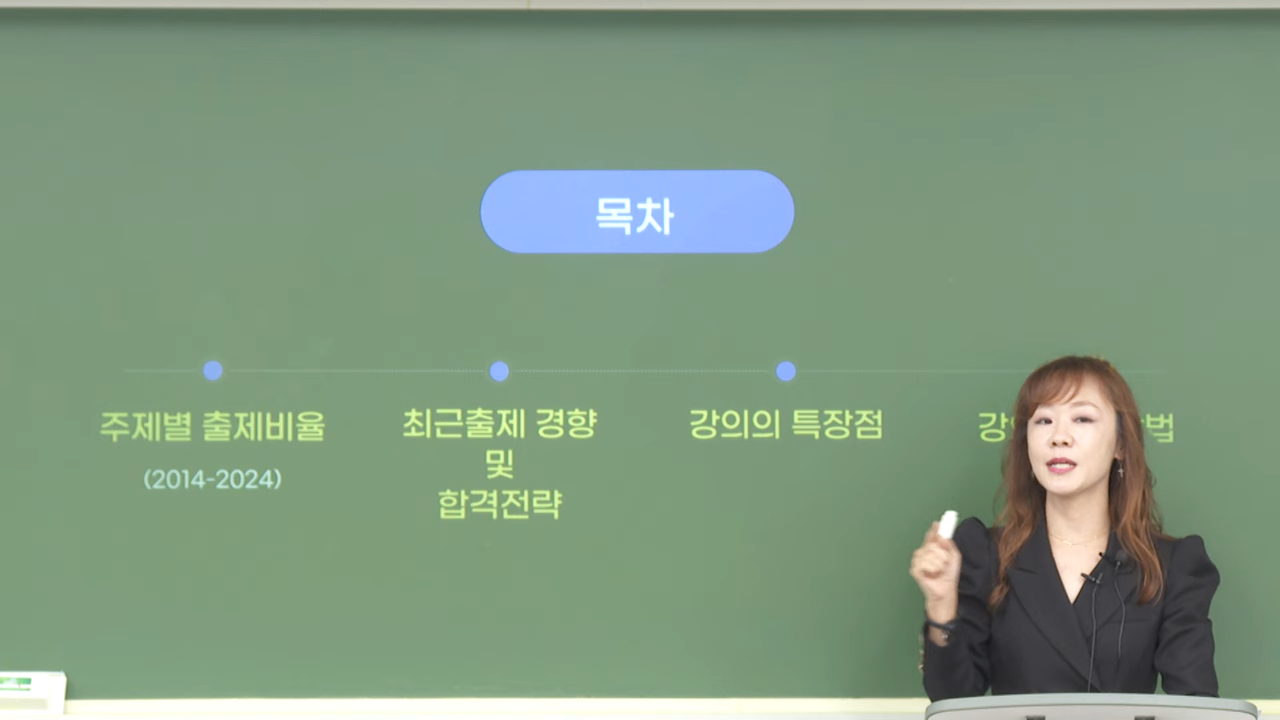 목차
주제별 출제비율
(2014-2024)
최근출제 경향
및
합격전략
강의의 특장점